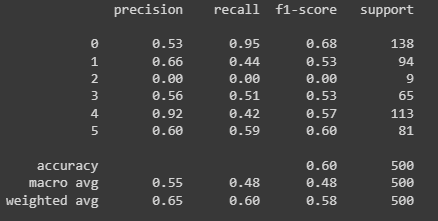 precision recall f1-score support
0 0.53 0.95 0.68 138
1 0.66 0.44 0.53 94
2 0.00 0.00 0.00 9
3 0.56 0.51 0.53 65
4 0.92 0.42 0.57 113
5 0.60 0.59 0.60 81
accuracy 0.60 500
macro avg 0.55 0.48 0.48 500
weighted avg 0.65 0.60 0.58 500